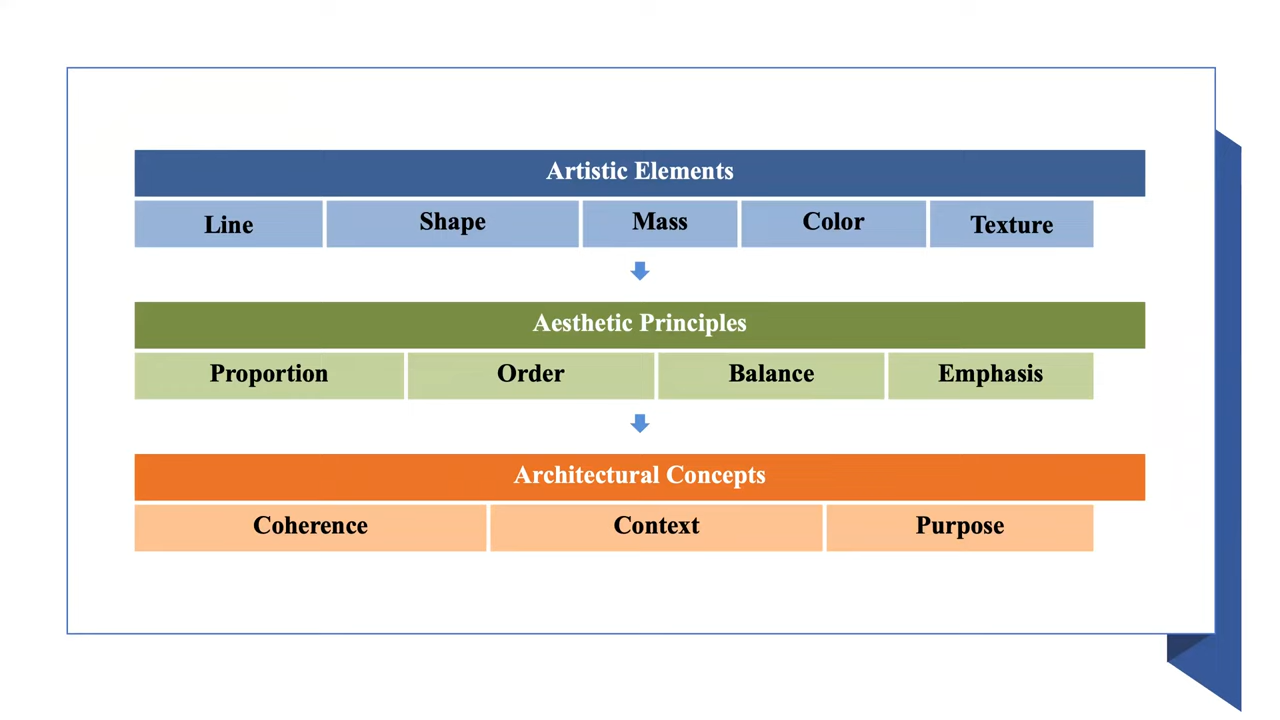 Artistic Elements
Line Shape Mass Color Texture
Aesthetic Principles
Proportion Order Balance Emphasis
Architectural Concepts
Coherence Context Purpose